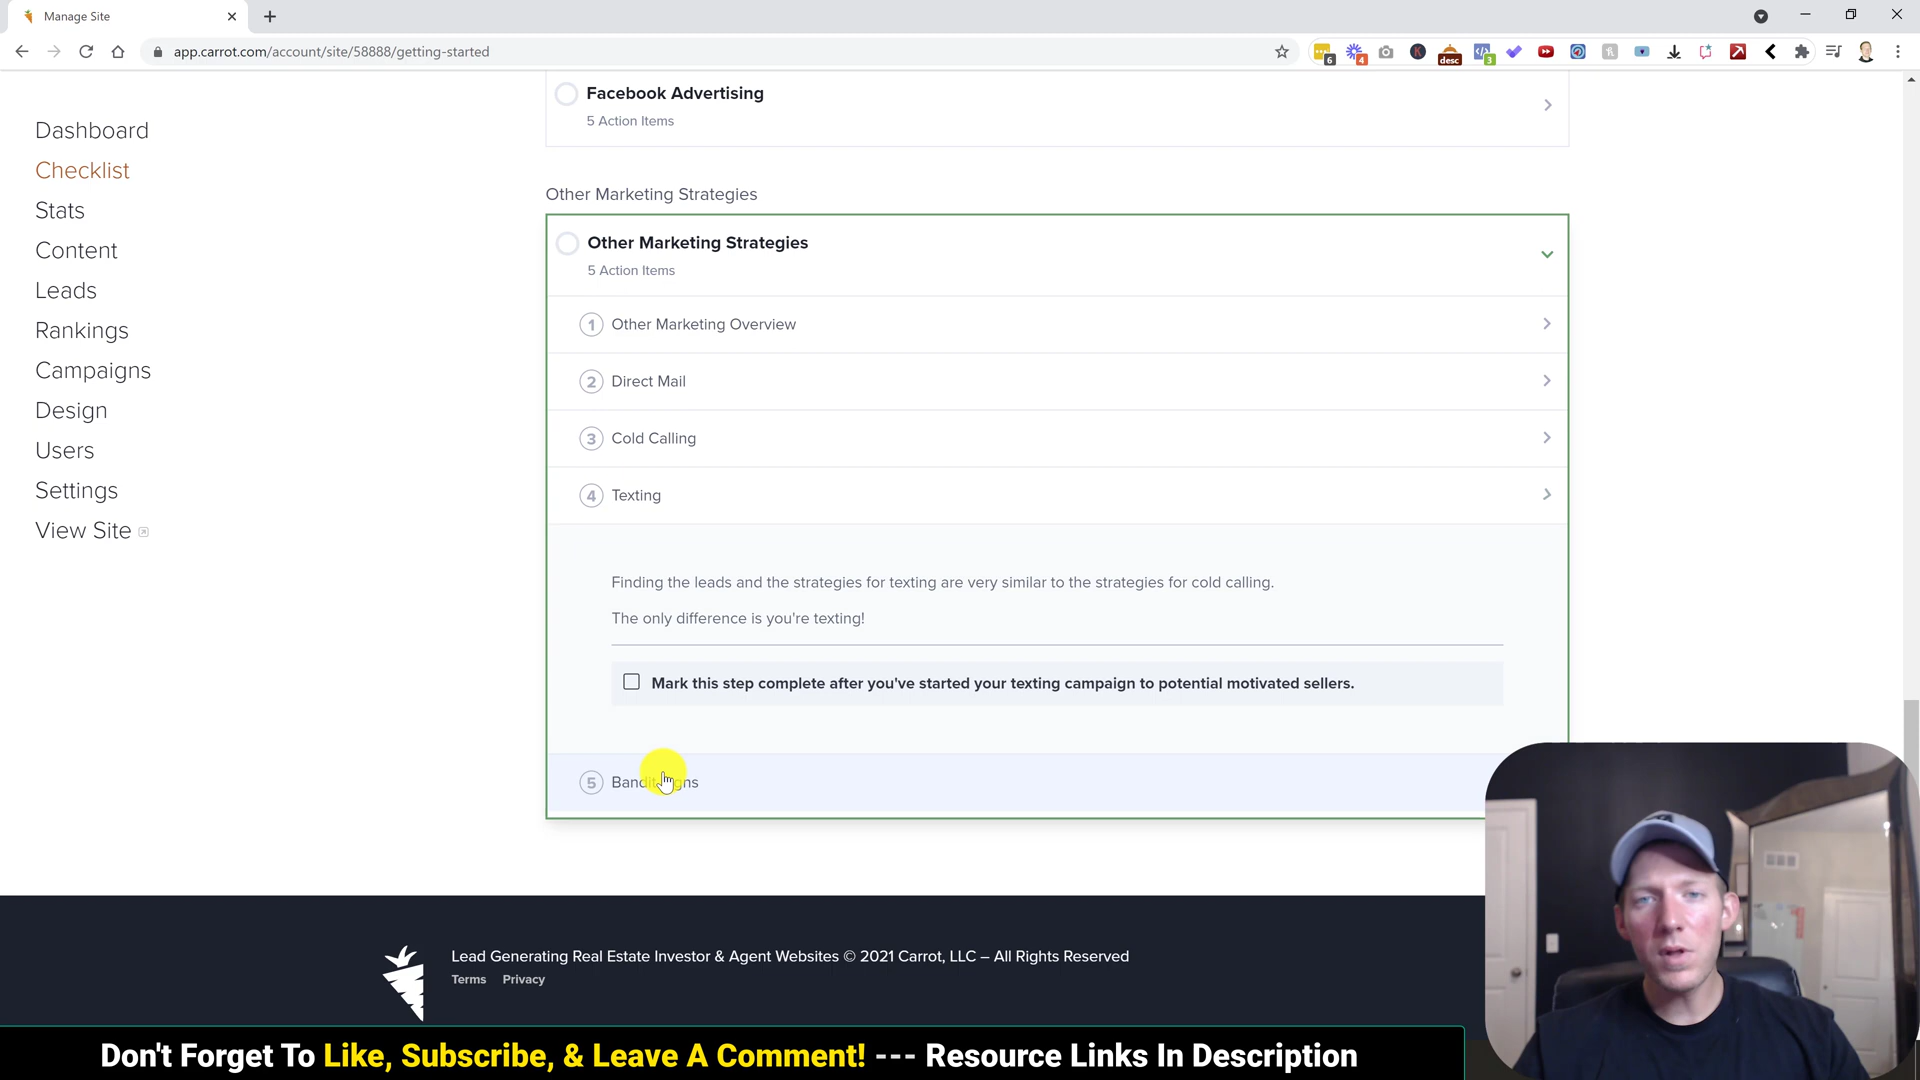 Manage Site
app.carrot.com/account/site/58888/getting-started
6
4
desc
3
Dashboard
Checklist
Stats
Content
Leads
Rankings
Campaigns
Design
Users
Settings
View Site
Facebook Advertising
5 Action Items
Other Marketing Strategies
Other Marketing Strategies
5 Action Items
1 Other Marketing Overview
2 Direct Mail
3 Cold Calling
4 Texting
Finding the leads and the strategies for texting are very similar to the strategies for cold calling.
The only difference is you're texting!
Mark this step complete after you've started your texting campaign to potential motivated sellers.
5 Bandit Signs
Lead Generating Real Estate Investor & Agent Websites © 2021 Carrot, LLC – All Rights Reserved
Terms Privacy
Don't Forget To Like, Subscribe, & Leave A Comment! --- Resource Links In Description